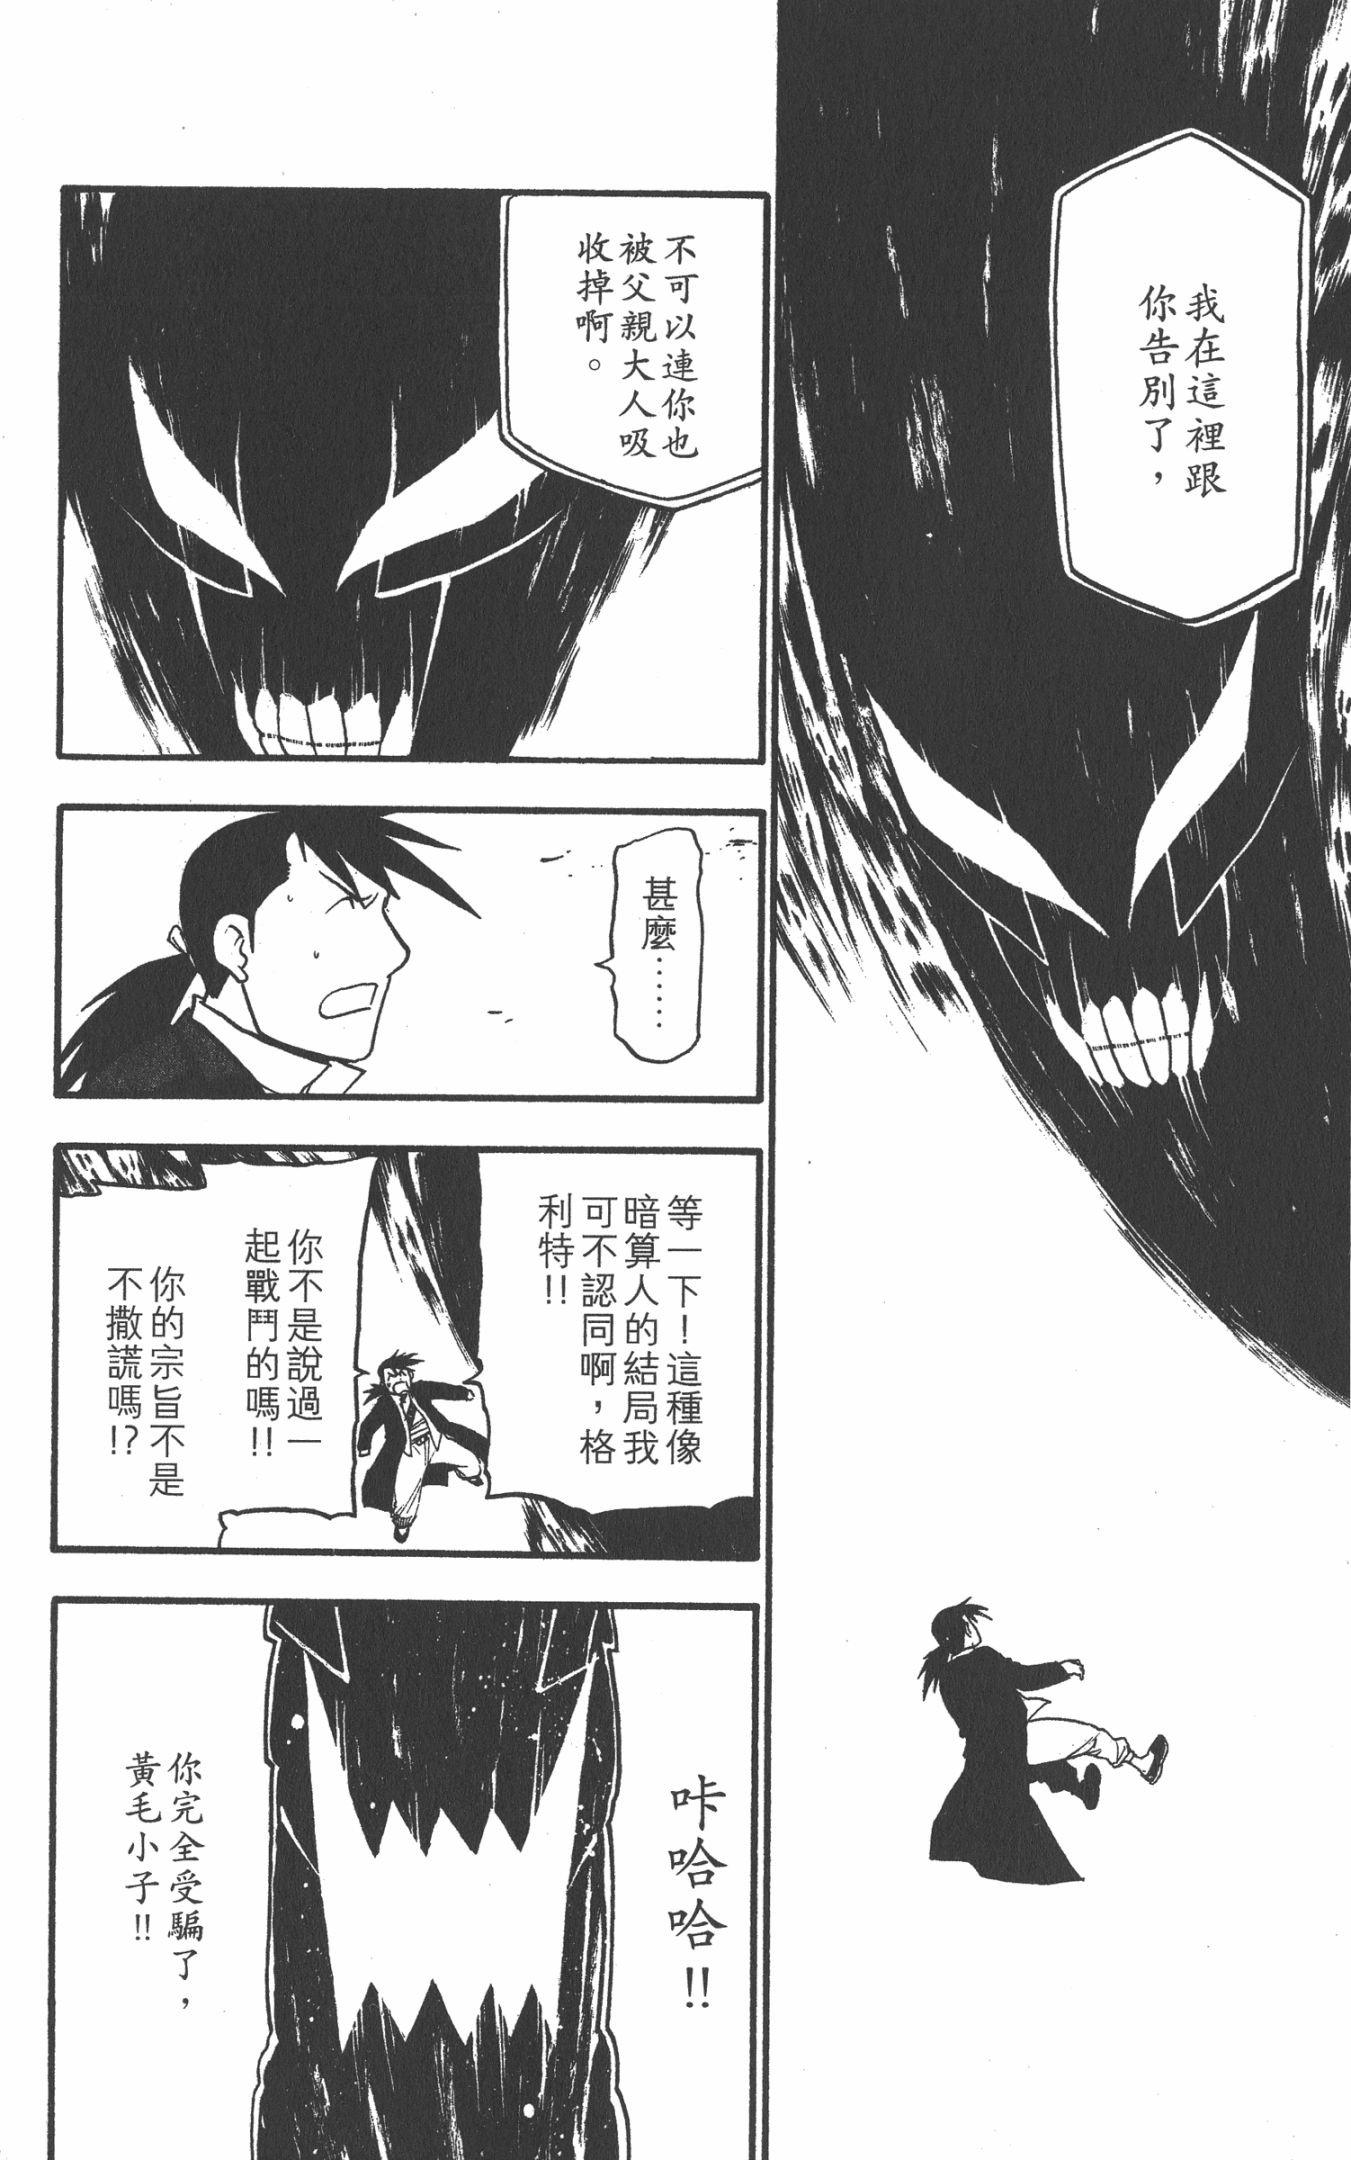 我在這裡跟
你告別了，
不可以連你也
被父親大人吸
收掉啊。
甚麼……
等一下！這種像
暗算人的結局我
可不認同啊，格
利特!!
你不是說過一
起戰鬥的嗎!!
你的宗旨不是
不撒謊嗎!?
咔哈哈!!
你完全受騙了，
黃毛小子!!